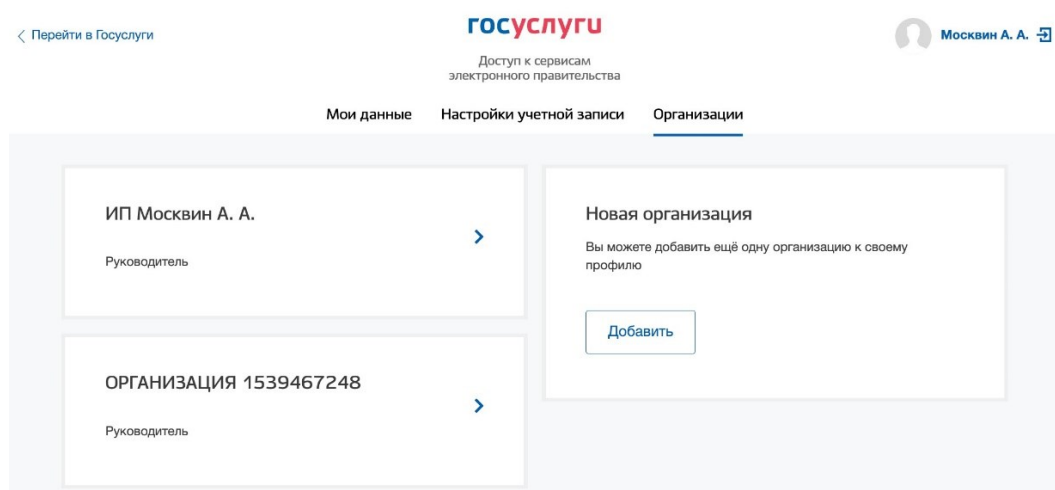 Перейти в Госуслуги
госуслуги
Москвин А. А.
Доступ к сервисам
электронного правительства
Мои данные Настройки учетной записи Организации
ИП Москвин А. А.
Руководитель
Новая организация
Вы можете добавить ещё одну организацию к своему
профилю
Добавить
ОРГАНИЗАЦИЯ 1539467248
Руководитель